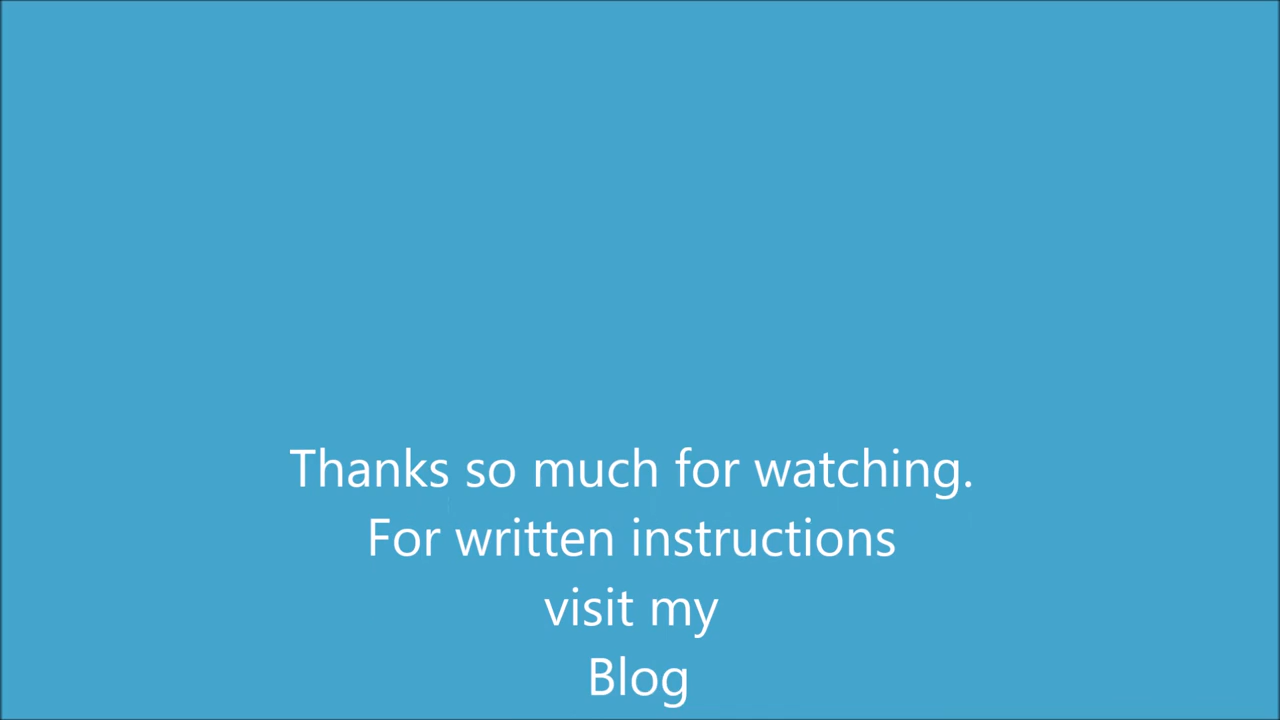 Thanks so much for watching.
For written instructions
visit my
Blog